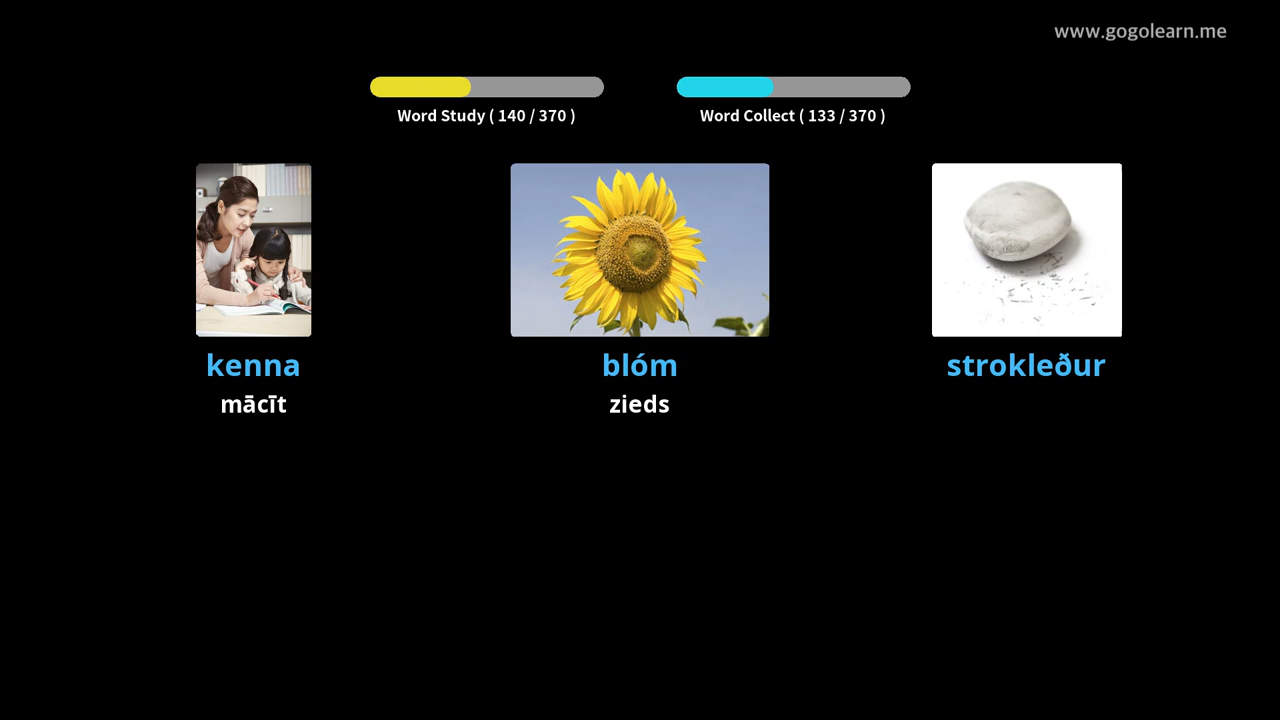 www.gogolearn.me
Word Study ( 140 / 370 )
Word Collect ( 133 / 370 )
kenna
mācīt
blóm
zieds
strokleður